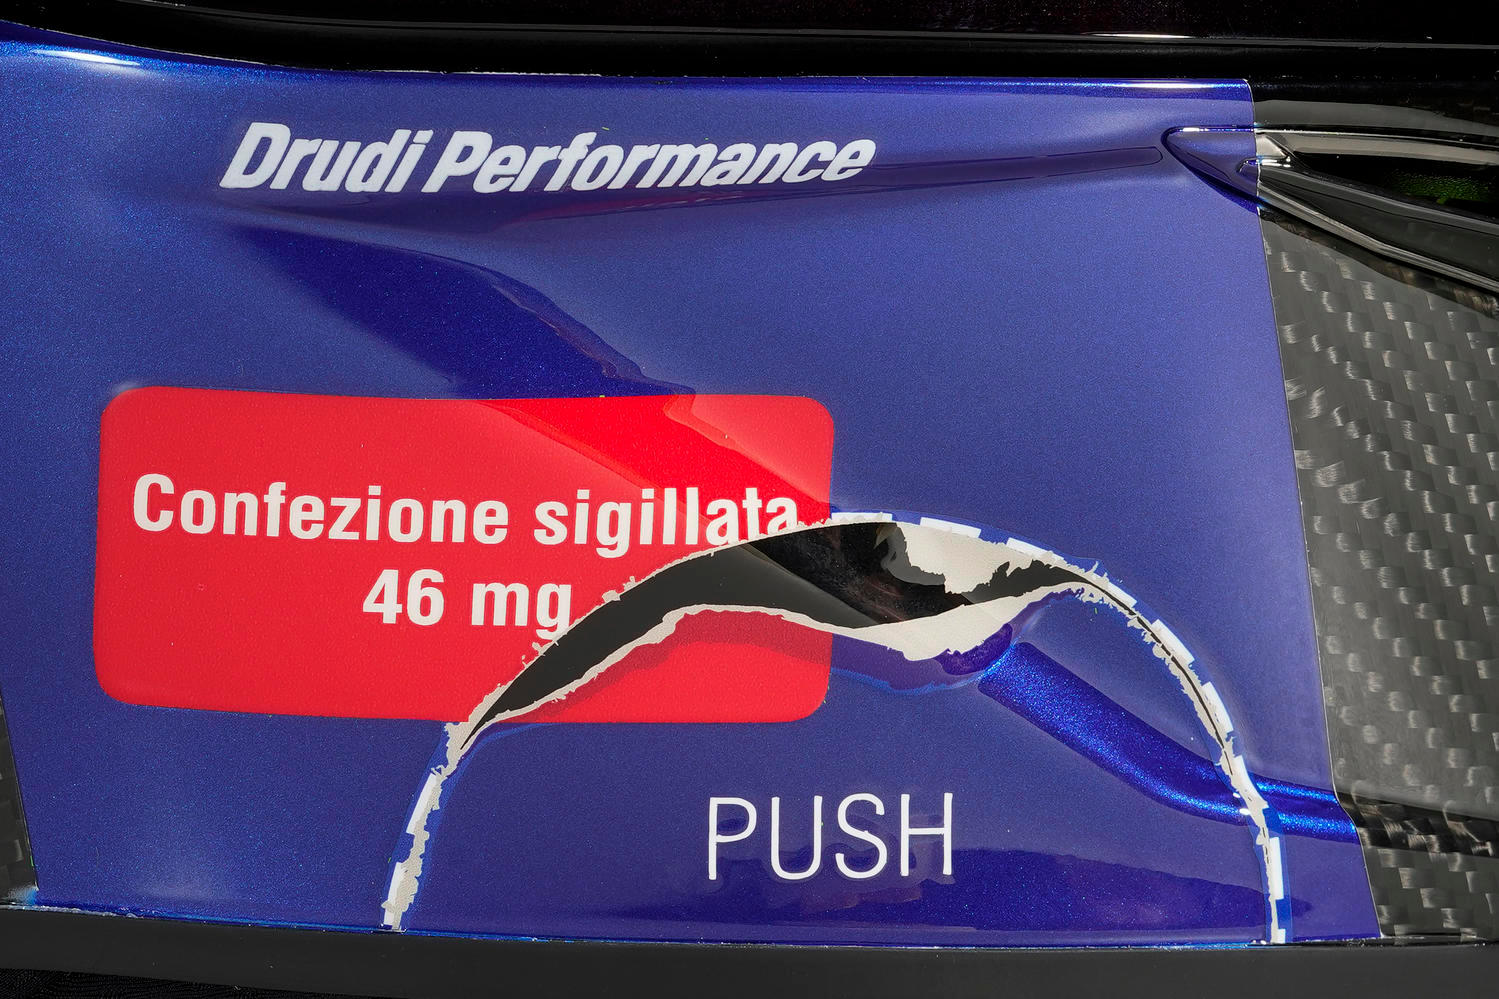 Drudi Performance
Confezione sigillata
46 mg
PUSH